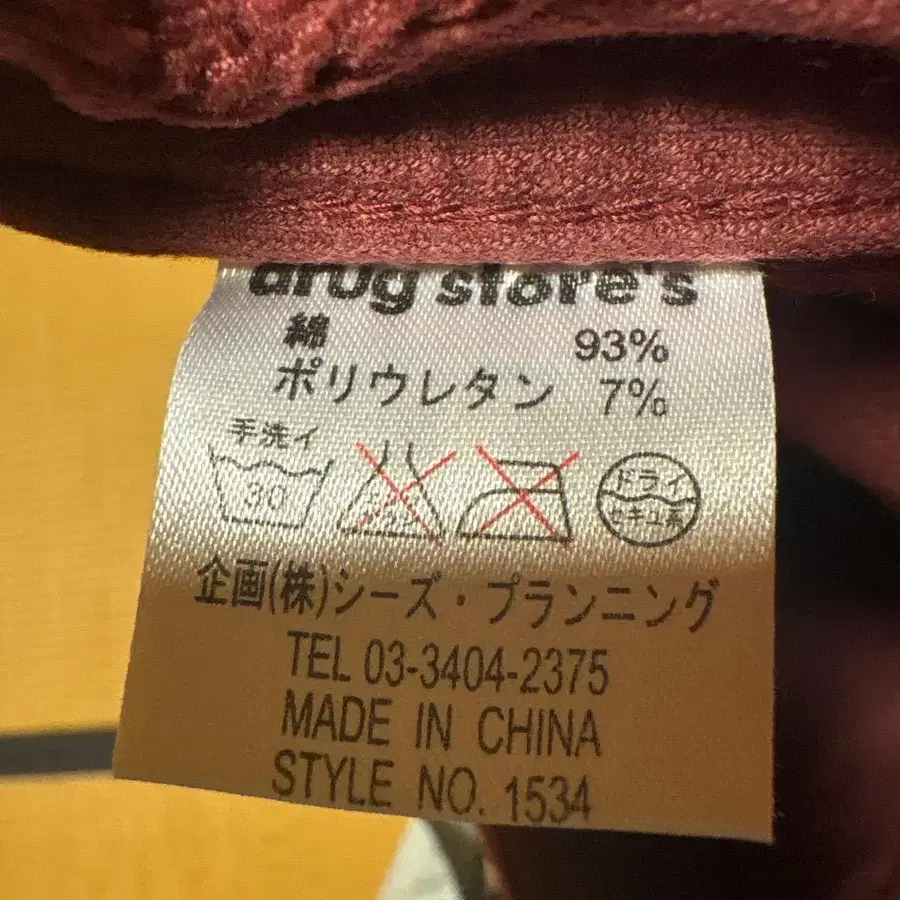 drug store's
綿 93%
ポリウレタン 7%
手洗イ
30
ドライ
セキユ系
企画(株)シーズ・プランニング
TEL 03-3404-2375
MADE IN CHINA
STYLE NO. 1534